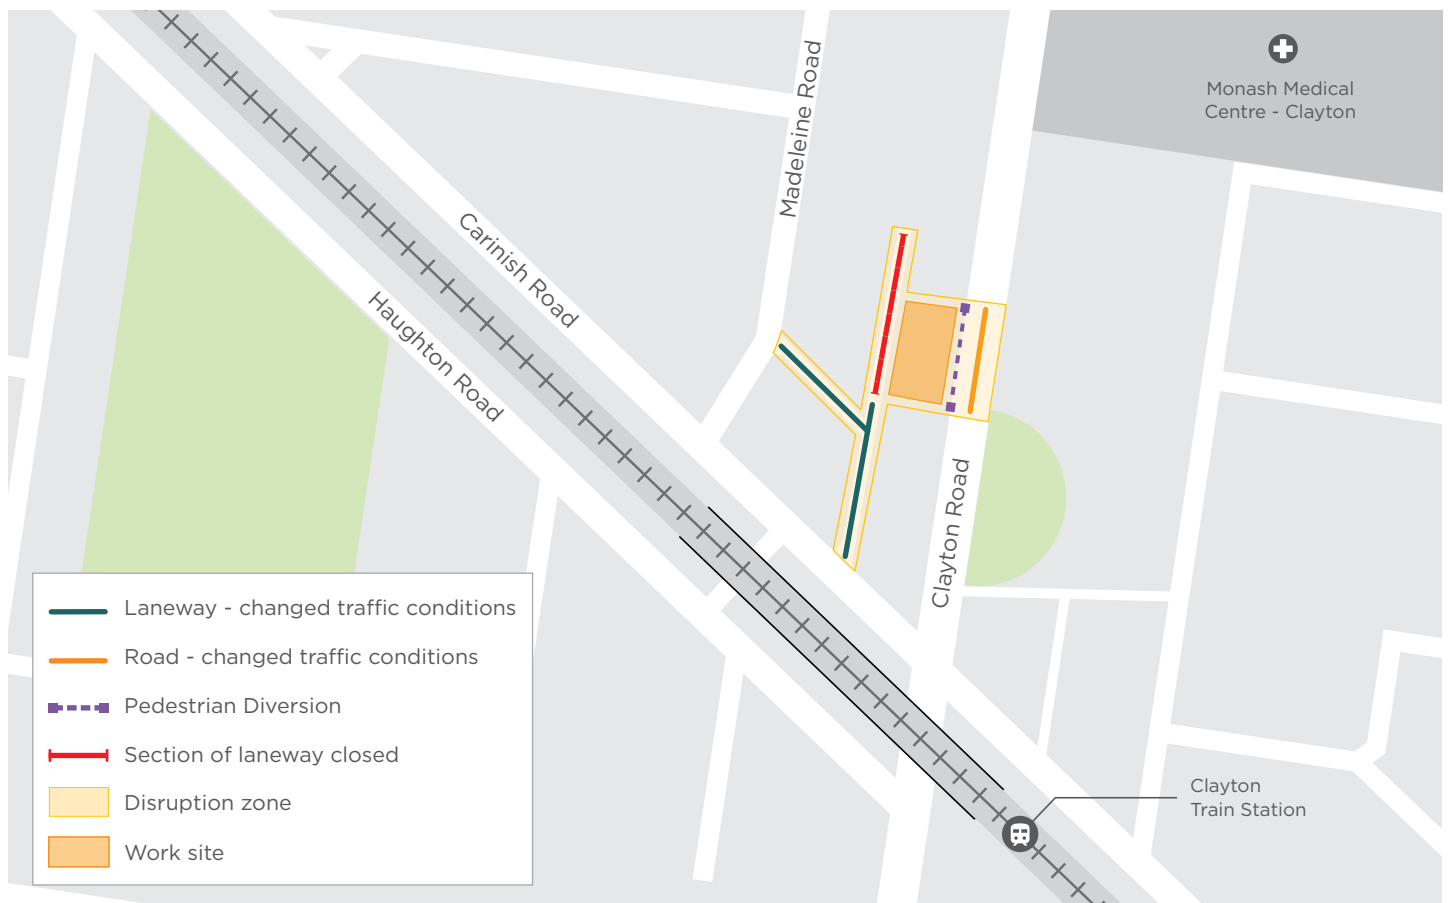 Monash Medical
Centre - Clayton
Madeleine Road
Carinish Road
Haughton Road
Clayton Road
Laneway - changed traffic conditions
Road - changed traffic conditions
Pedestrian Diversion
Section of laneway closed
Disruption zone
Work site
Clayton
Train Station